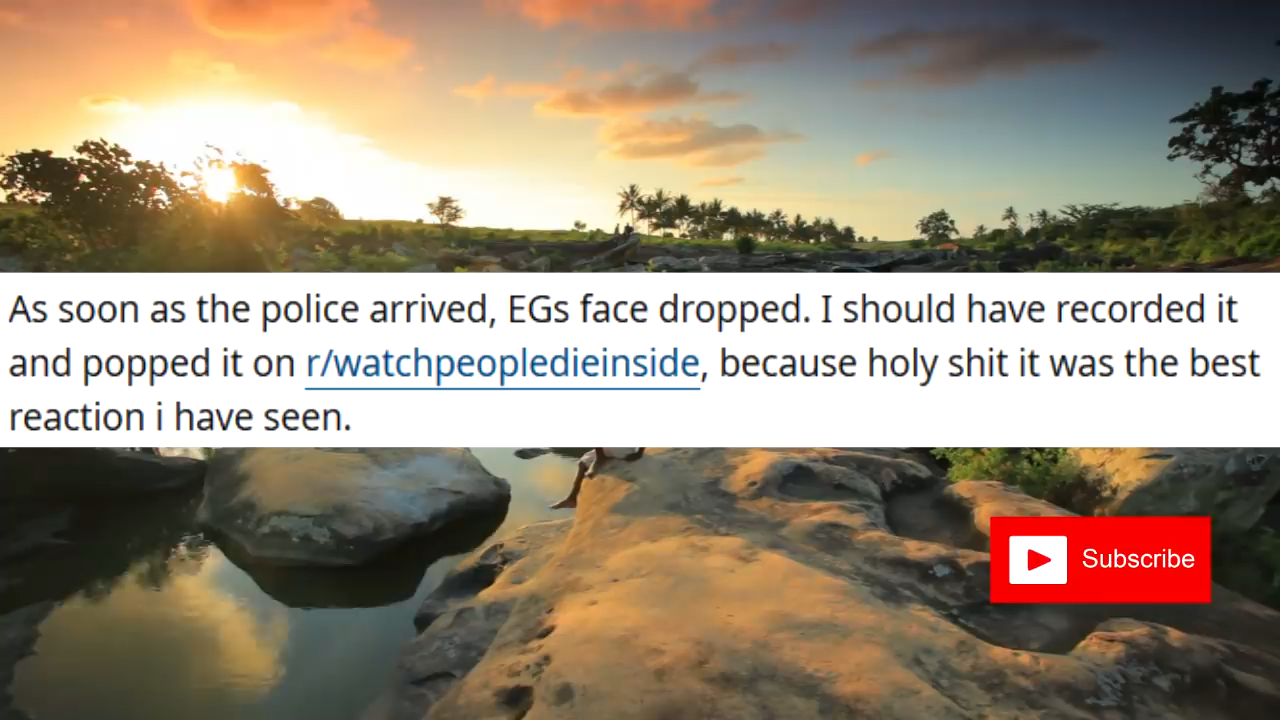 As soon as the police arrived, EGs face dropped. I should have recorded it
and popped it on r/watchpeopledieinside, because holy shit it was the best
reaction i have seen.
Subscribe